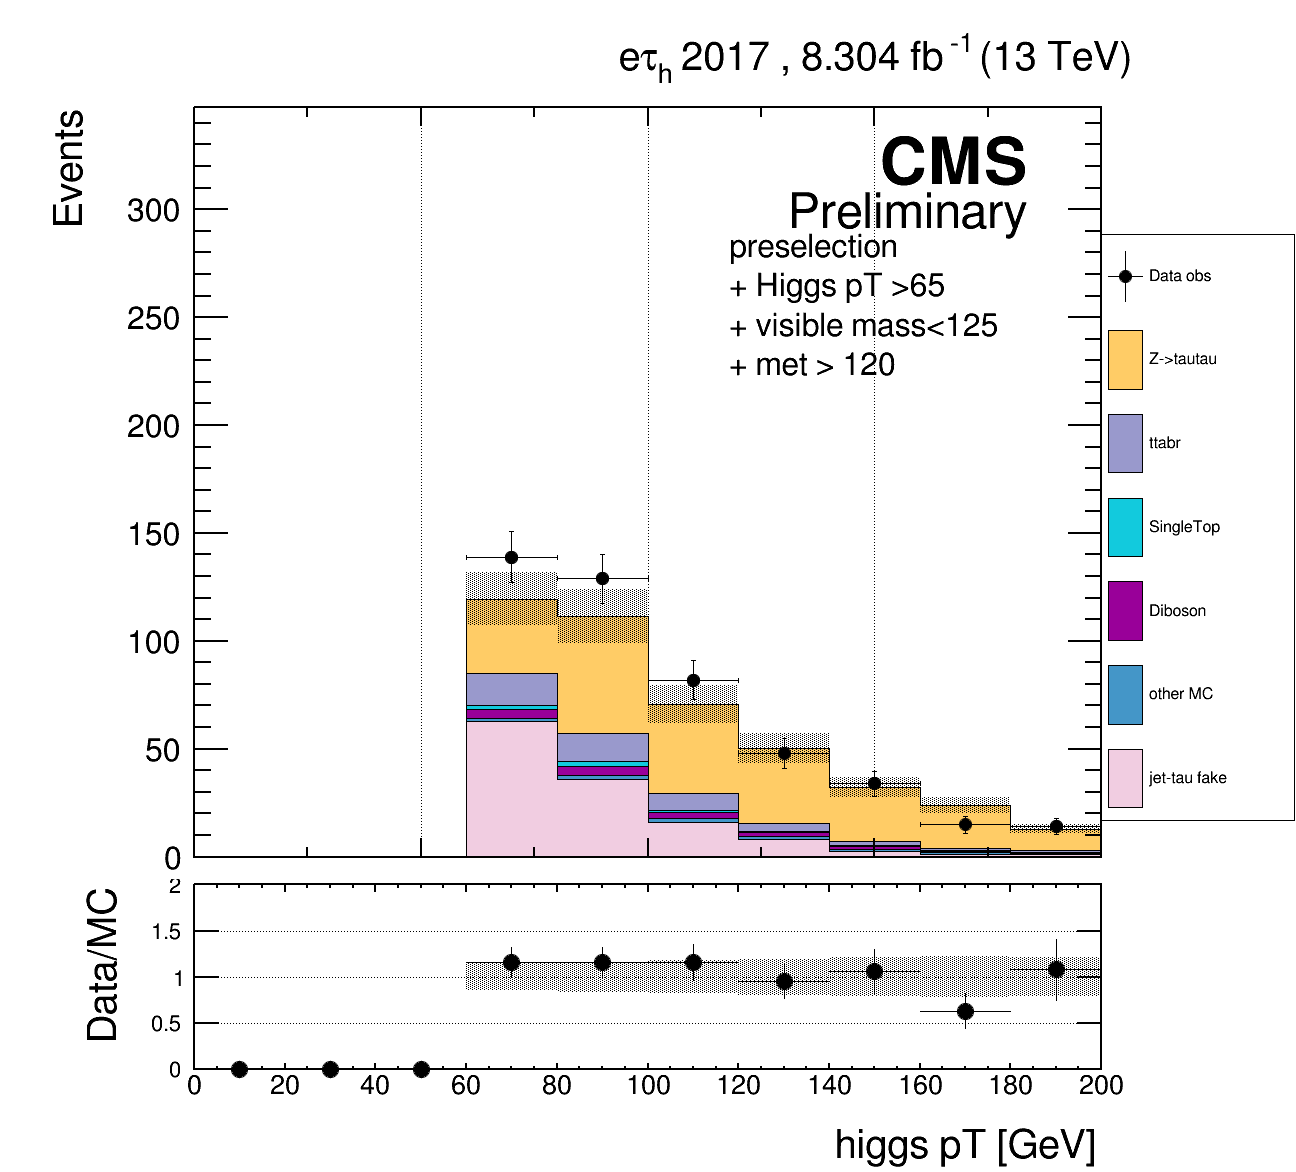 eτh 2017 , 8.304 fb-1 (13 TeV)
Events
CMS
Preliminary
preselection
+ Higgs pT >65
+ visible mass<125
+ met > 120
300
250
200
150
100
50
0
Data obs
Z->tautau
ttabr
SingleTop
Diboson
other MC
jet-tau fake
Data/MC
2
1.5
1
0.5
0
0 20 40 60 80 100 120 140 160 180 200
higgs pT [GeV]